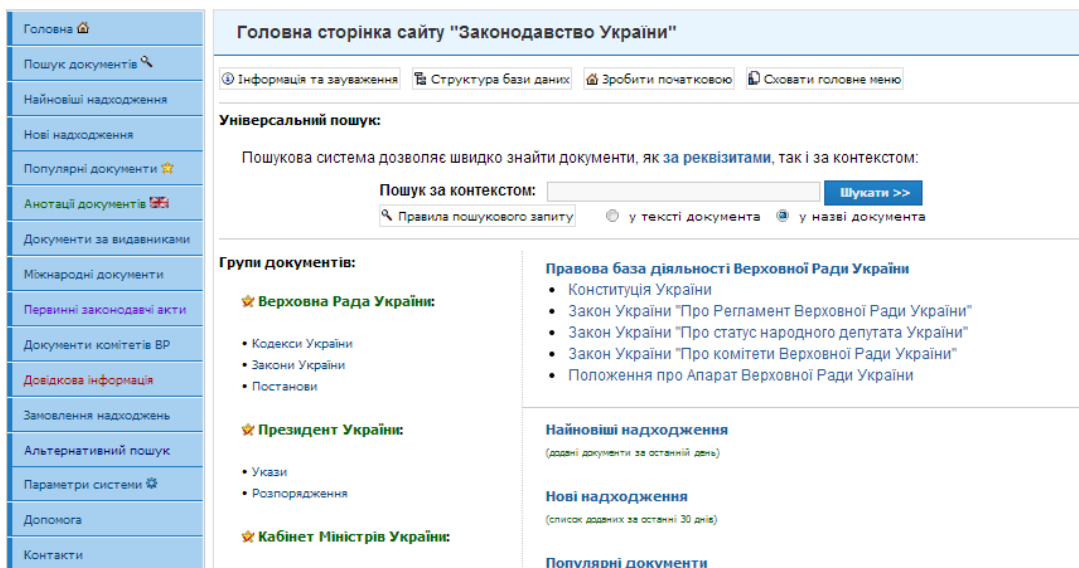 Головна
Пошук документів
Найновіші надходження
Нові надходження
Популярні документи
Анотації документів
Документи за видавниками
Міжнародні документи
Первинні законодавчі акти
Документи комітетів ВР
Довідкова інформація
Замовлення надходжень
Альтернативний пошук
Параметри системи
Допомога
Контакти
Головна сторінка сайту "Законодавство України"
Інформація та зауваження Структура бази даних Зробити початковою Сховати головне меню
Універсальний пошук:
Пошукова система дозволяє швидко знайти документи, як за реквізитами, так і за контекстом:
Пошук за контекстом: Шукати >>
Правила пошукового запиту у тексті документа у назві документа
Групи документів:
Верховна Рада України:
• Кодекси України
• Закони України
• Постанови
Президент України:
• Укази
• Розпорядження
Кабінет Міністрів України:
Правова база діяльності Верховної Ради України
• Конституція України
• Закон України "Про Регламент Верховної Ради України"
• Закон України "Про статус народного депутата України"
• Закон України "Про комітети Верховної Ради України"
• Положення про Апарат Верховної Ради України
Найновіші надходження
(додані документи за останній день)
Нові надходження
(список доданих за останні 30 днів)
Популярні документи